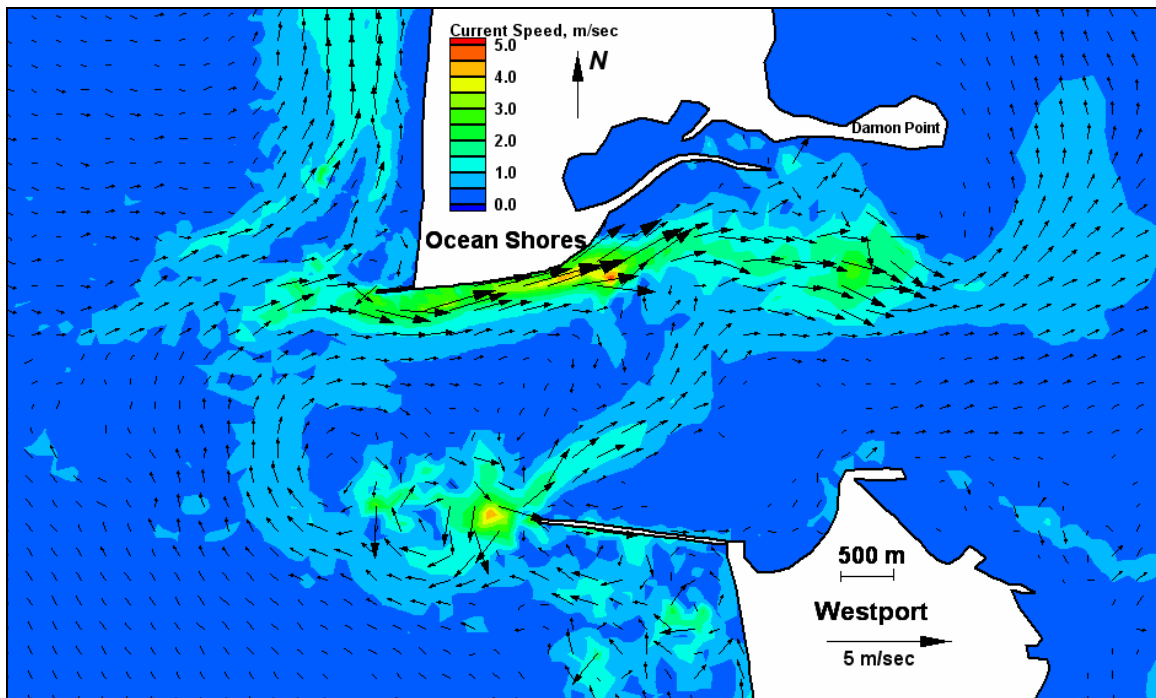 Current Speed, m/sec
5.0
4.0
3.0
2.0
1.0
0.0
N
Damon Point
Ocean Shores
500 m
Westport
5 m/sec